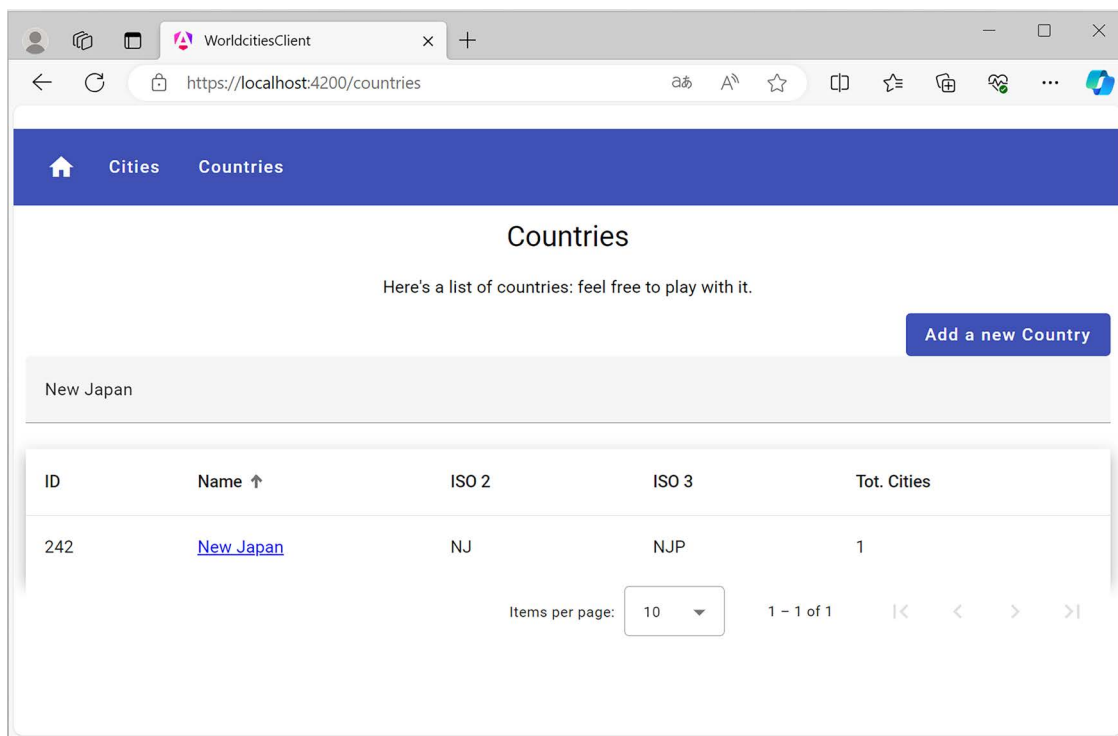 WorldcitiesClient
https://localhost:4200/countries
aあ A
Cities Countries
Countries
Here's a list of countries: feel free to play with it.
Add a new Country
New Japan
ID Name ISO 2 ISO 3 Tot. Cities
242 New Japan NJ NJP 1
Items per page: 10 1 – 1 of 1